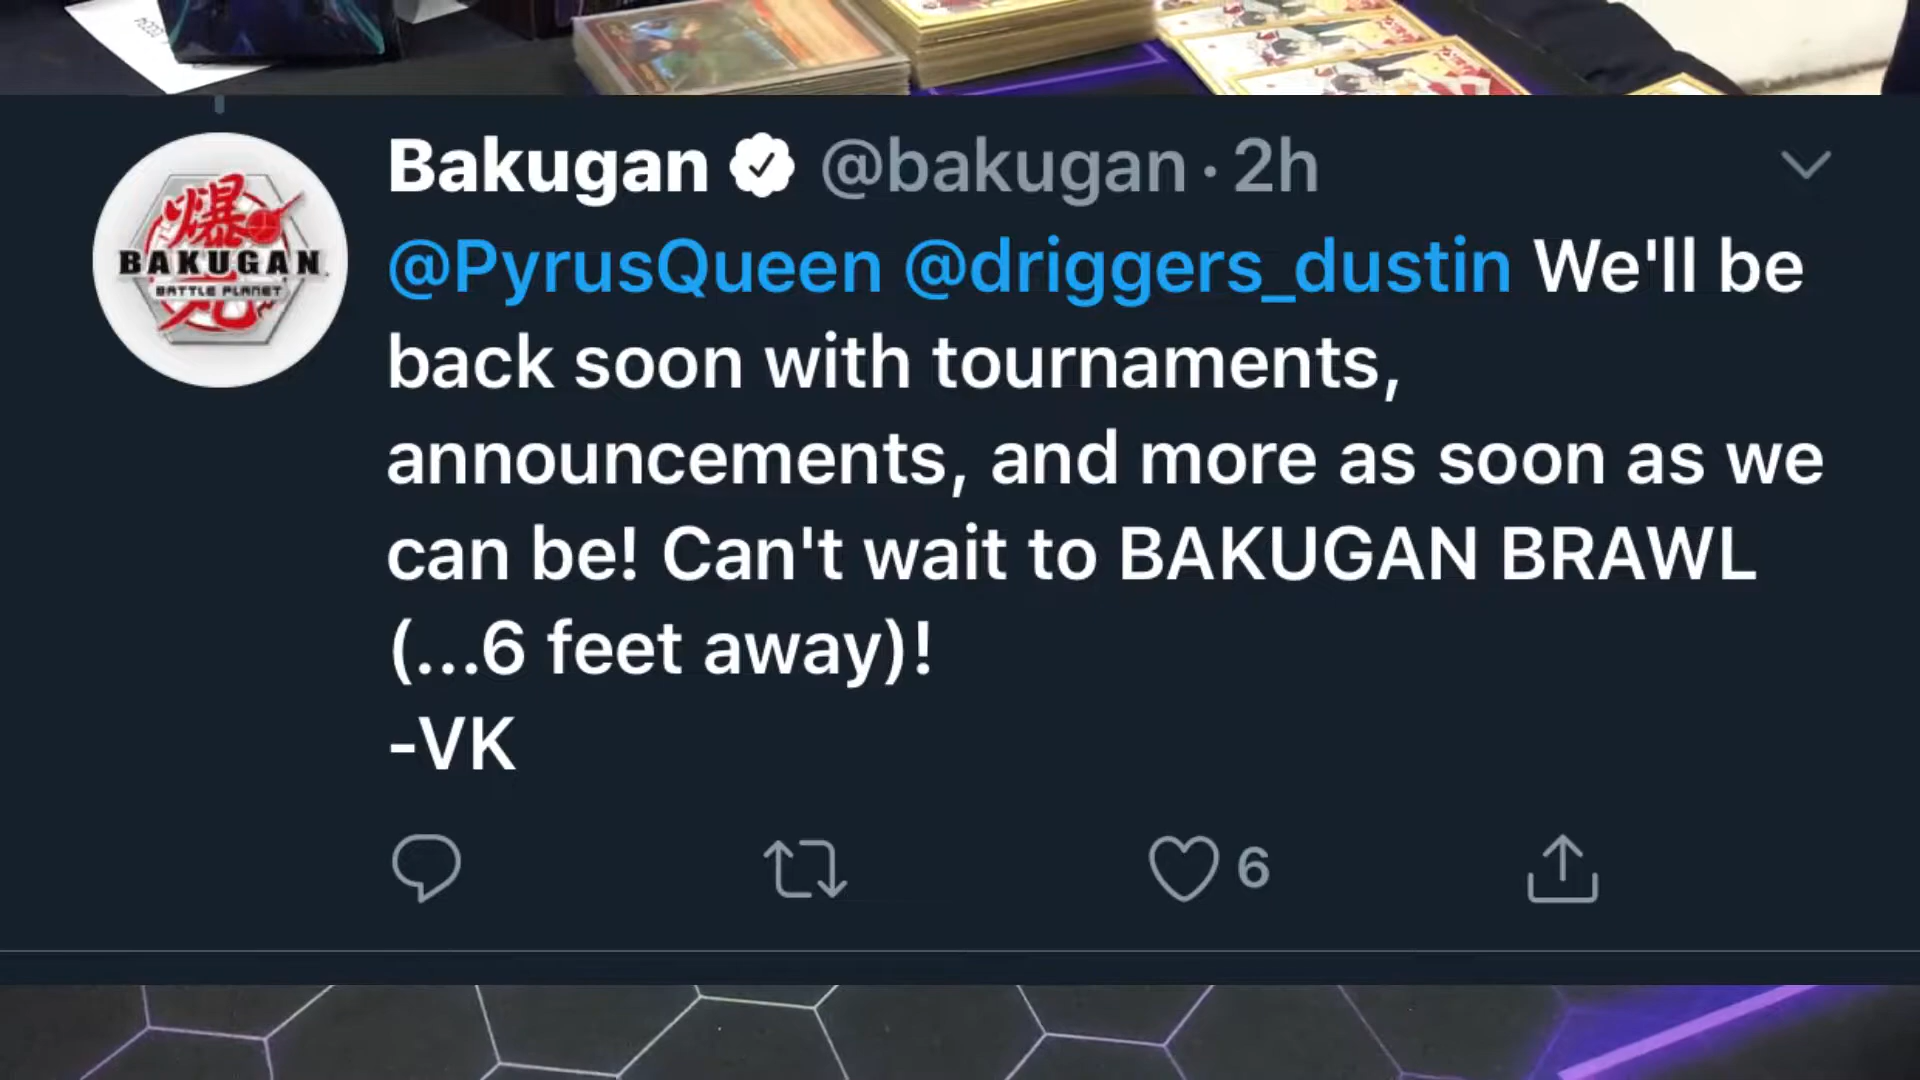 Bakugan @bakugan · 2h
爆
BAKUGAN
BATTLE PLANET
@PyrusQueen @driggers_dustin We'll be
back soon with tournaments,
announcements, and more as soon as we
can be! Can't wait to BAKUGAN BRAWL
(...6 feet away)!
-VK
6